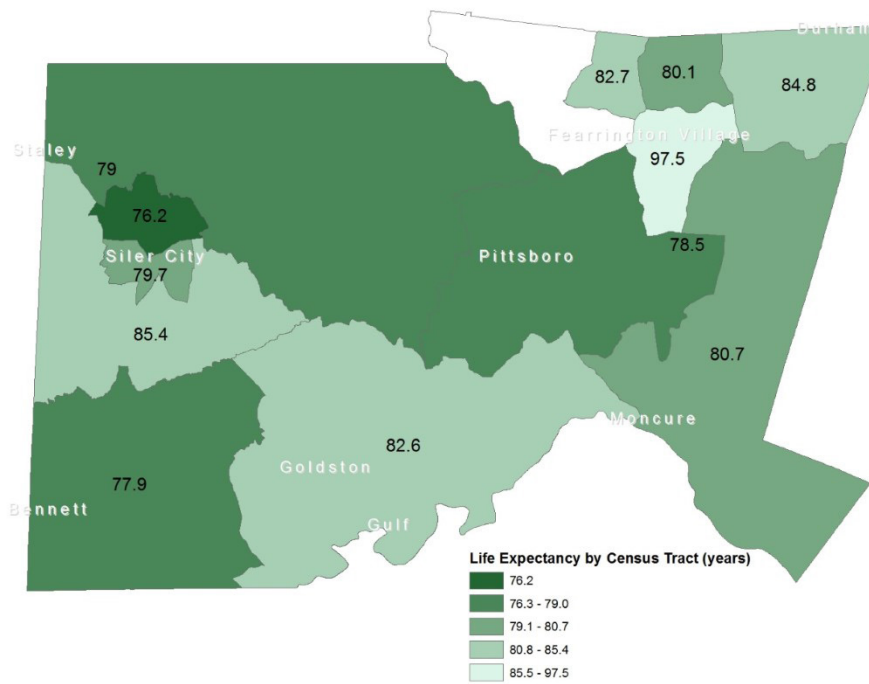 Durham
82.7
80.1
84.8
Fearrington Village
97.5
Staley
79
76.2
Siler City
79.7
Pittsboro
78.5
85.4
80.7
Moncure
82.6
Goldston
77.9
Bennett
Gulf
Life Expectancy by Census Tract (years)
76.2
76.3 - 79.0
79.1 - 80.7
80.8 - 85.4
85.5 - 97.5